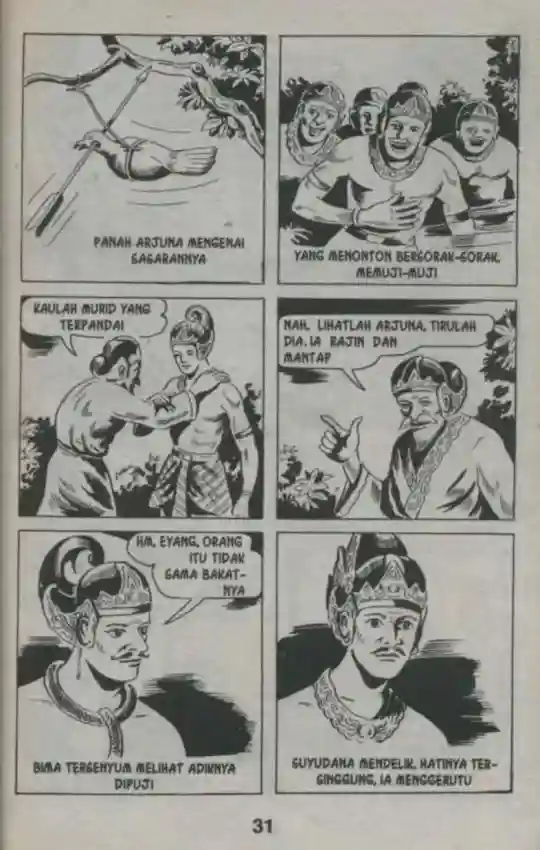 PANAH ARJUNA MENGENAI
SASARANNYA
YANG MENONTON BERSORAK-SORAK.
MEMUJI-MUJI
KAULAH MURID YANG
TERPANDAI
NAH. LIHATLAH ARJUNA. TIRULAH
DIA. IA RAJIN DAN
MANTAP
HM. EYANG. ORANG
ITU TIDAK
SAMA BAKAT-
NYA
BIMA TERSENYUM MELIHAT ADIKNYA
DIPUJI
SUYUDANA MENDELIK. HATINYA TER-
SINGGUNG. IA MENGGERUTU
31